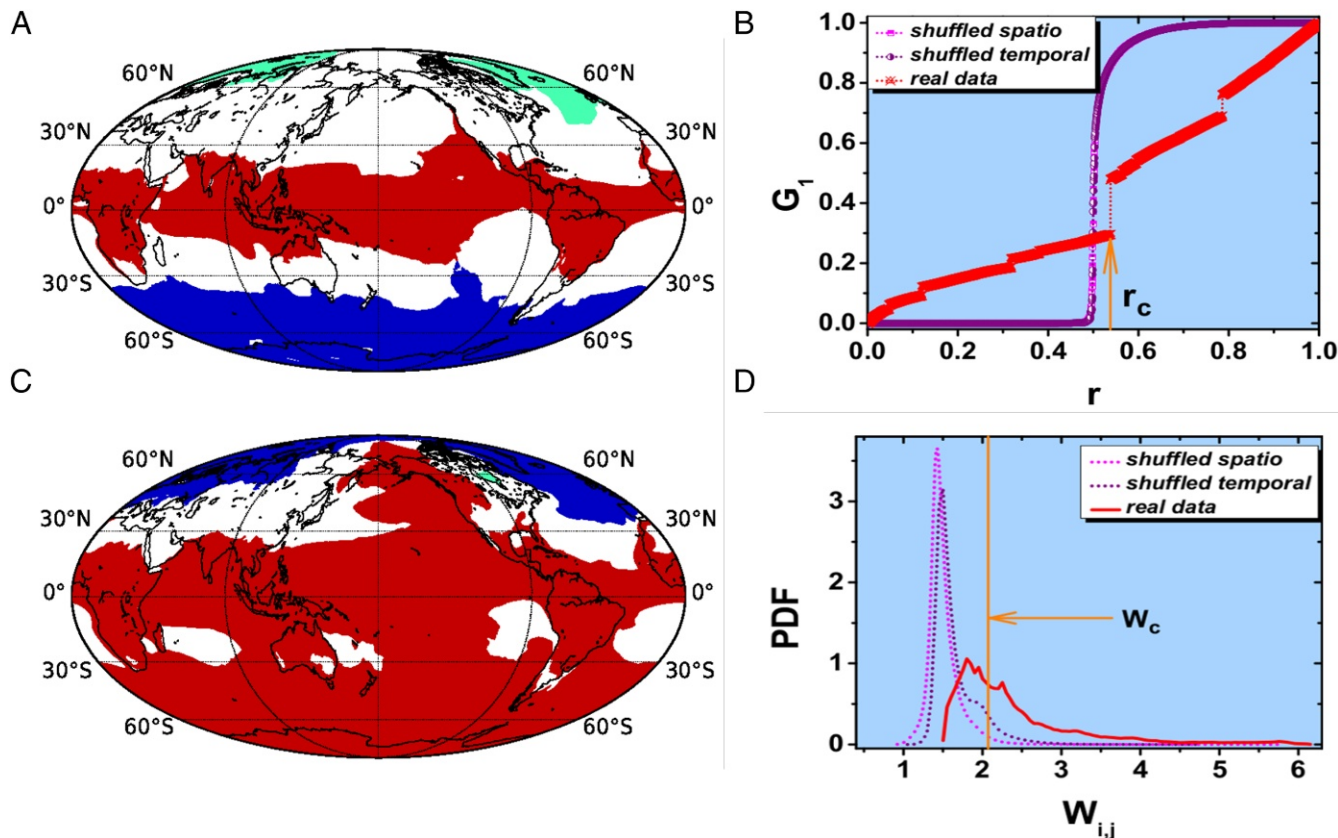 A
60°N
60°N
30°N
30°N
0°
0°
30°S
30°S
60°S
60°S
B
shuffled spatio
shuffled temporal
real data
1.0
0.8
0.6
0.4
0.2
0.0
G1
rc
0.0 0.2 0.4 0.6 0.8 1.0
r
C
60°N
60°N
30°N
30°N
0°
0°
30°S
30°S
60°S
60°S
D
shuffled spatio
shuffled temporal
real data
3
2
1
0
PDF
Wc
1 2 3 4 5 6
Wi,j